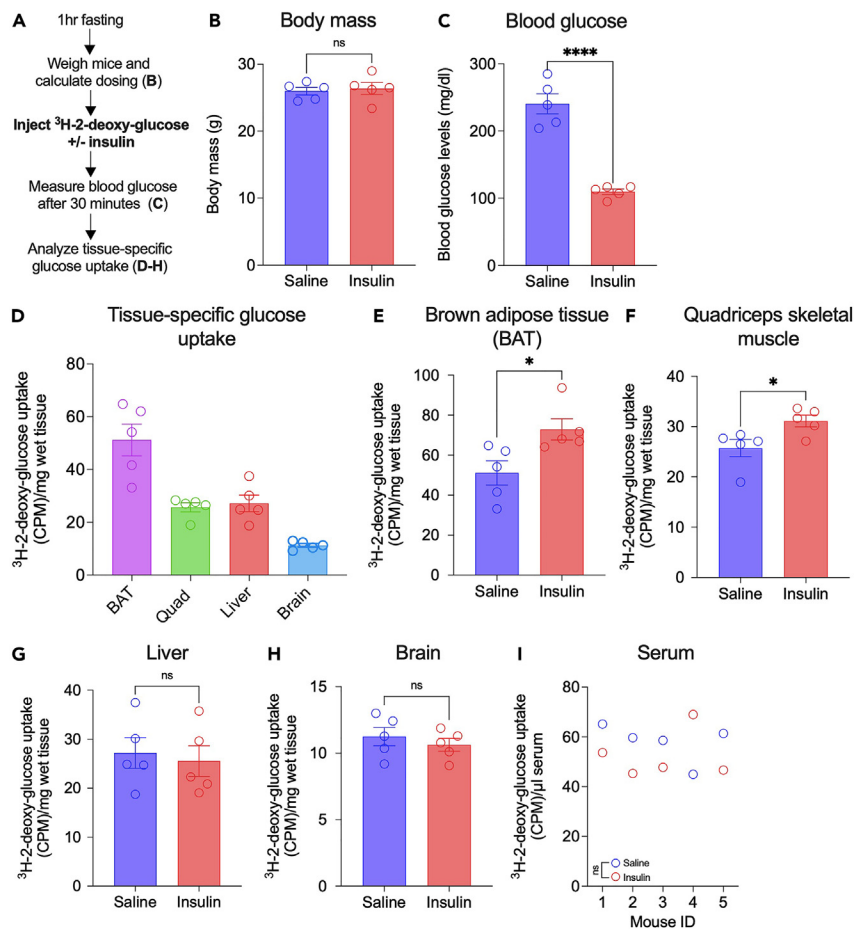 A
1hr fasting
Weigh mice and
calculate dosing (B)
Inject ³H-2-deoxy-glucose
+/- insulin
Measure blood glucose
after 30 minutes (C)
Analyze tissue-specific
glucose uptake (D-H)
B
Body mass
ns
Body mass (g)
30
20
10
0
Saline
Insulin
C
Blood glucose
****
Blood glucose levels (mg/dl)
300
200
100
0
Saline
Insulin
D
Tissue-specific glucose
uptake
³H-2-deoxy-glucose uptake
(CPM)/mg wet tissue
80
60
40
20
0
BAT
Quad
Liver
Brain
E
Brown adipose tissue
(BAT)
*
³H-2-deoxy-glucose uptake
(CPM)/mg wet tissue
100
80
60
40
20
0
Saline
Insulin
F
Quadriceps skeletal
muscle
*
³H-2-deoxy-glucose uptake
(CPM)/mg wet tissue
40
30
20
10
0
Saline
Insulin
G
Liver
ns
³H-2-deoxy-glucose uptake
(CPM)/mg wet tissue
40
30
20
10
0
Saline
Insulin
H
Brain
ns
³H-2-deoxy-glucose uptake
(CPM)/mg wet tissue
15
10
5
0
Saline
Insulin
I
Serum
³H-2-deoxy-glucose uptake
(CPM)/µl serum
80
60
40
20
0
ns
Saline
Insulin
1 2 3 4 5
Mouse ID